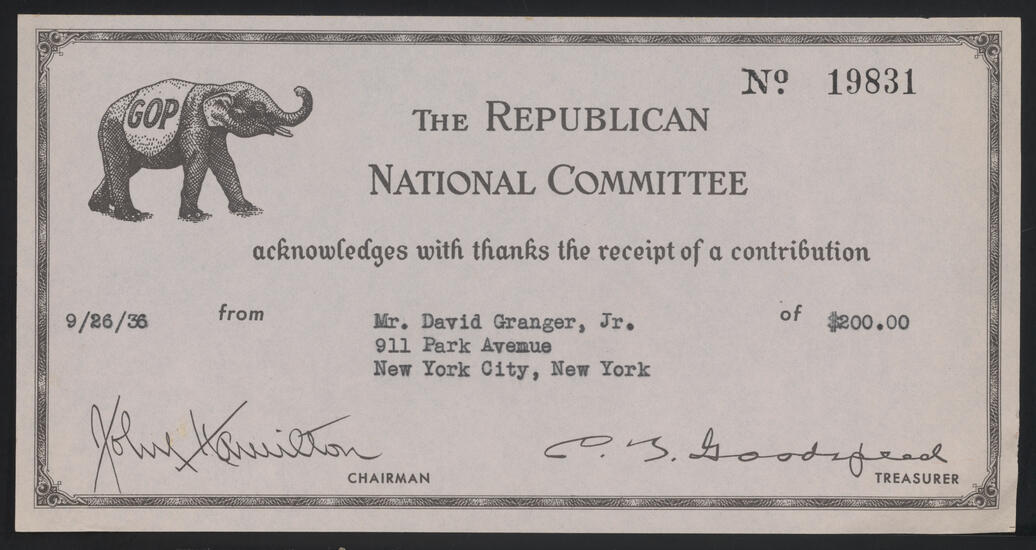 GOP
Nº 19831
THE REPUBLICAN
NATIONAL COMMITTEE
acknowledges with thanks the receipt of a contribution
9/26/36 from Mr. David Granger, Jr. of $200.00
911 Park Avenue
New York City, New York
John Hamilton
CHAIRMAN
C. B. Goodspeed
TREASURER